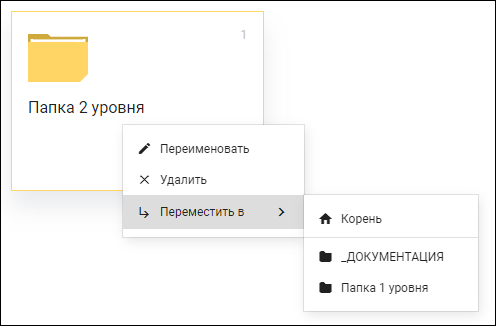 1
Папка 2 уровня
Переименовать
Удалить
Переместить в
Корень
_ДОКУМЕНТАЦИЯ
Папка 1 уровня